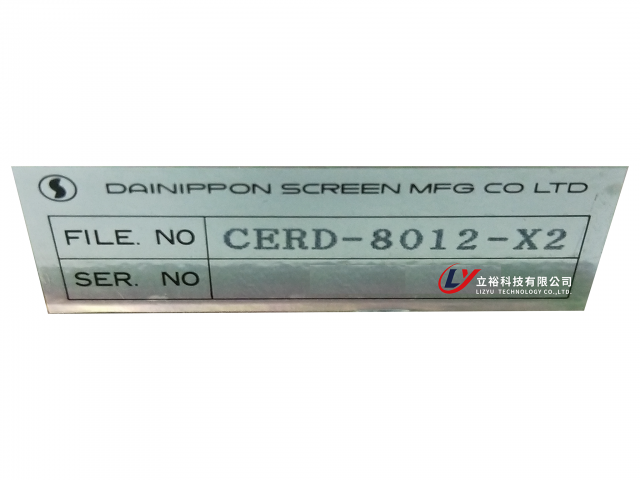 DAINIPPON SCREEN MFG CO LTD
FILE. NO CERD-8012-X2
SER. NO
LY 立裕科技有限公司
LIZYU TECHNOLOGY CO.,LTD.